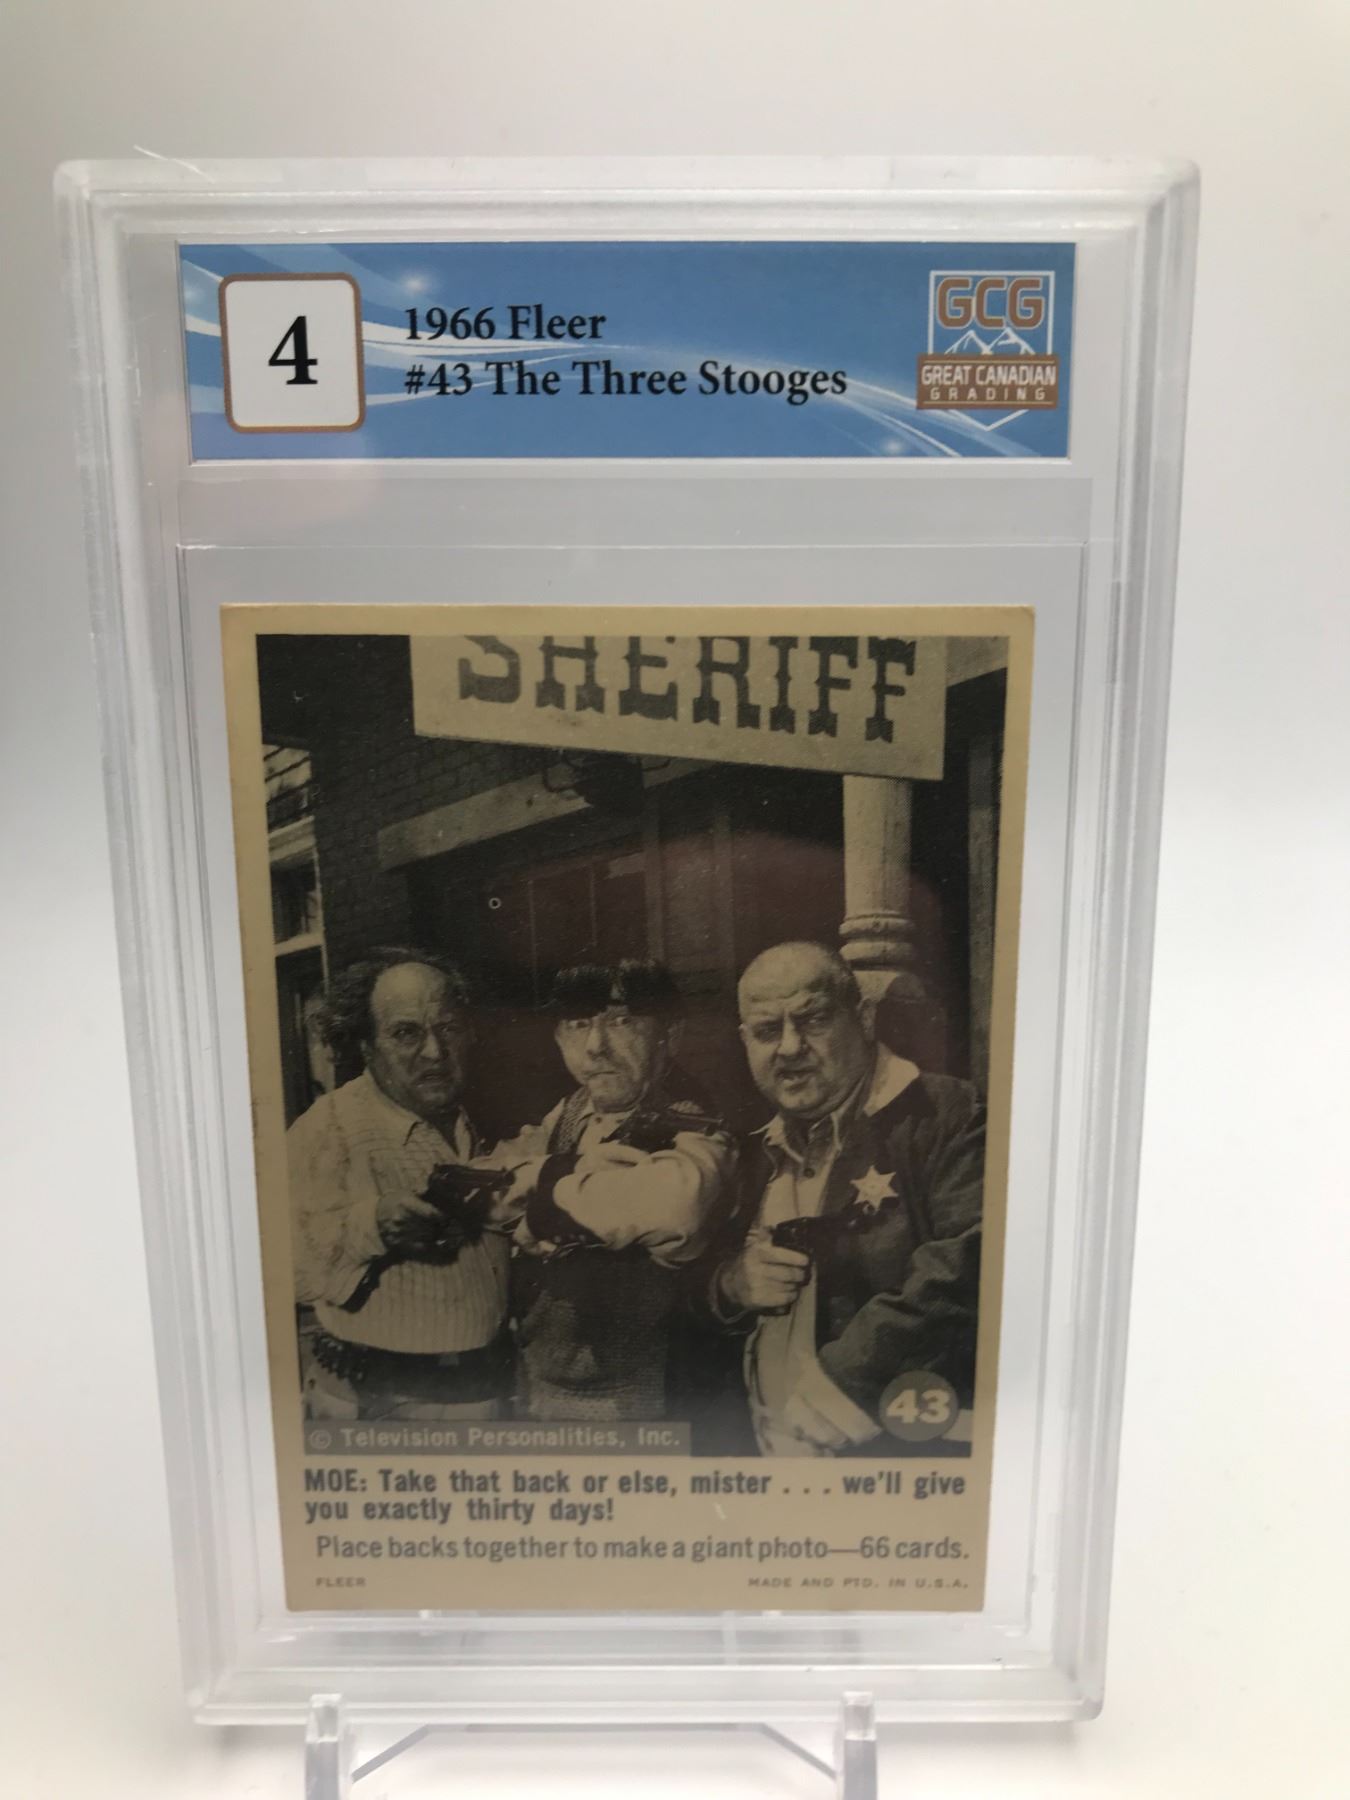 4
1966 Fleer
#43 The Three Stooges
GCG
GREAT CANADIAN
GRADING
SHERIFF
43
© Television Personalities, Inc.
MOE: Take that back or else, mister . . . we'll give
you exactly thirty days!
Place backs together to make a giant photo—66 cards.
FLEER
MADE AND PTD. IN U.S.A.